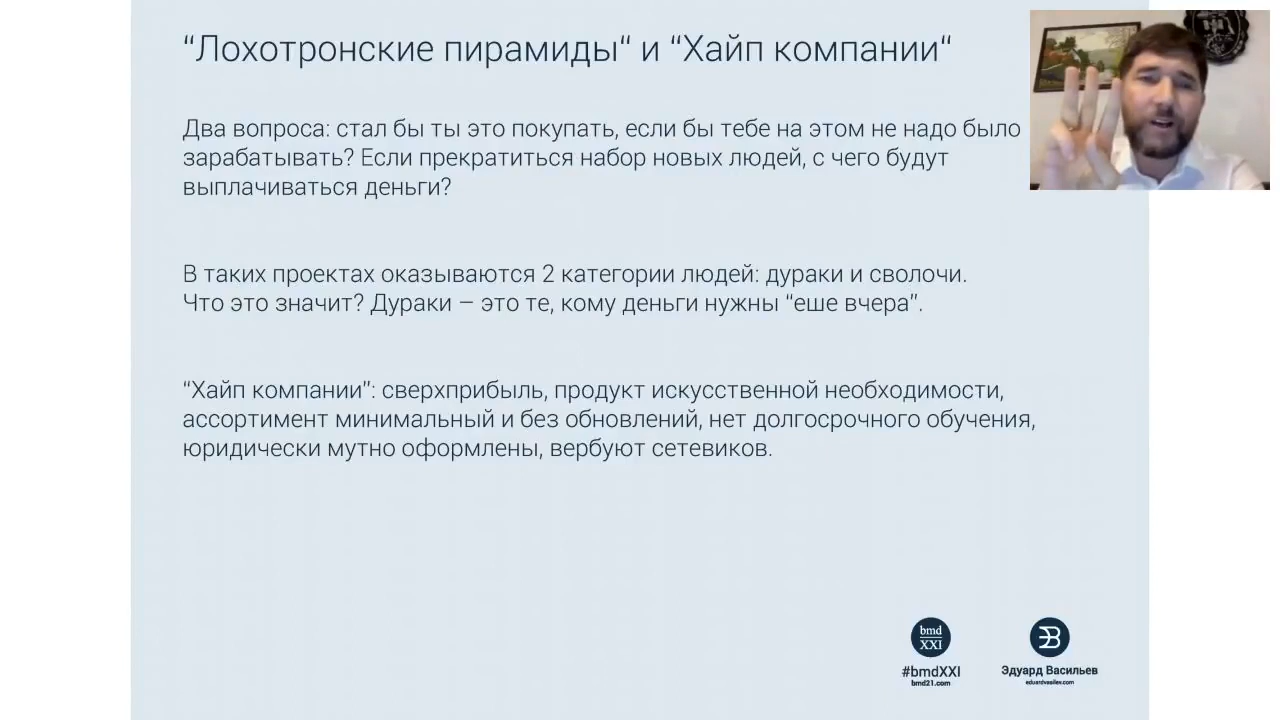 “Лохотронские пирамиды“ и “Хайп компании“
Два вопроса: стал бы ты это покупать, если бы тебе на этом не надо было
зарабатывать? Если прекратиться набор новых людей, с чего будут
выплачиваться деньги?
В таких проектах оказываются 2 категории людей: дураки и сволочи.
Что это значит? Дураки – это те, кому деньги нужны “еше вчера”.
“Хайп компании”: сверхприбыль, продукт искусственной необходимости,
ассортимент минимальный и без обновлений, нет долгосрочного обучения,
юридически мутно оформлены, вербуют сетевиков.
bmd
XXI
#bmdXXI
bmd21.com
Эдуард Васильев
eduardvasilev.com